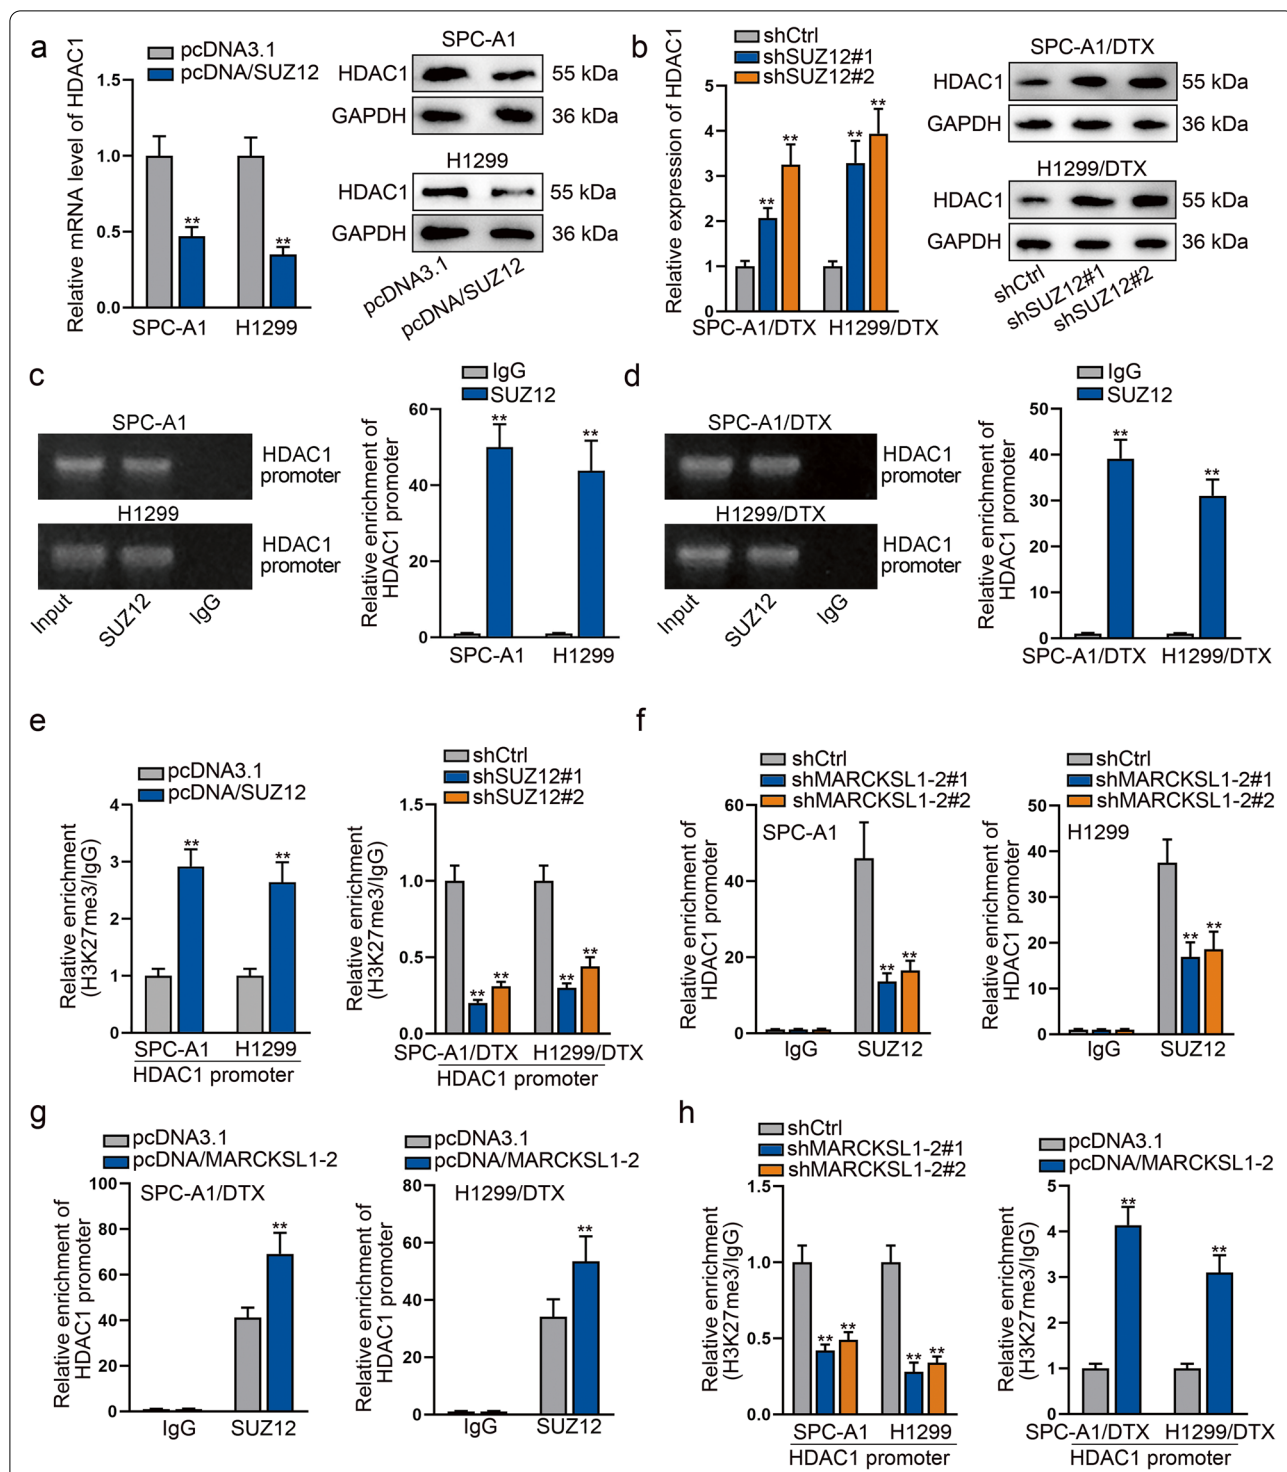 a
pcDNA3.1
pcDNA/SUZ12
Relative mRNA level of HDAC1
1.5
1.0
0.5
0.0
**
**
SPC-A1
H1299
SPC-A1
HDAC1
55 kDa
GAPDH
36 kDa
H1299
HDAC1
55 kDa
GAPDH
36 kDa
pcDNA3.1
pcDNA/SUZ12
b
shCtrl
shSUZ12#1
shSUZ12#2
Relative expression of HDAC1
5
4
3
2
1
0
**
**
**
**
SPC-A1/DTX
H1299/DTX
SPC-A1/DTX
HDAC1
55 kDa
GAPDH
36 kDa
H1299/DTX
HDAC1
55 kDa
GAPDH
36 kDa
shCtrl
shSUZ12#1
shSUZ12#2
c
SPC-A1
HDAC1
promoter
H1299
HDAC1
promoter
Input
SUZ12
IgG
IgG
SUZ12
Relative enrichment of
HDAC1 promoter
60
40
20
0
**
**
SPC-A1
H1299
d
SPC-A1/DTX
HDAC1
promoter
H1299/DTX
HDAC1
promoter
Input
SUZ12
IgG
IgG
SUZ12
Relative enrichment of
HDAC1 promoter
50
40
30
20
10
0
**
**
SPC-A1/DTX
H1299/DTX
e
pcDNA3.1
pcDNA/SUZ12
Relative enrichment
(H3K27me3/IgG)
4
3
2
1
0
**
**
SPC-A1
H1299
HDAC1 promoter
shCtrl
shSUZ12#1
shSUZ12#2
Relative enrichment
(H3K27me3/IgG)
1.5
1.0
0.5
0.0
**
**
**
**
SPC-A1/DTX
H1299/DTX
HDAC1 promoter
f
shCtrl
shMARCKSL1-2#1
shMARCKSL1-2#2
SPC-A1
Relative enrichment of
HDAC1 promoter
60
40
20
0
**
**
IgG
SUZ12
shCtrl
shMARCKSL1-2#1
shMARCKSL1-2#2
H1299
Relative enrichment of
HDAC1 promoter
50
40
30
20
10
0
**
**
IgG
SUZ12
g
pcDNA3.1
pcDNA/MARCKSL1-2
SPC-A1/DTX
Relative enrichment of
HDAC1 promoter
100
80
60
40
20
0
**
IgG
SUZ12
pcDNA3.1
pcDNA/MARCKSL1-2
H1299/DTX
Relative enrichment of
HDAC1 promoter
80
60
40
20
0
**
IgG
SUZ12
h
shCtrl
shMARCKSL1-2#1
shMARCKSL1-2#2
Relative enrichment
(H3K27me3/IgG)
1.5
1.0
0.5
0.0
**
**
**
**
SPC-A1
H1299
HDAC1 promoter
pcDNA3.1
pcDNA/MARCKSL1-2
Relative enrichment
(H3K27me3/IgG)
5
4
3
2
1
0
**
**
SPC-A1/DTX
H1299/DTX
HDAC1 promoter